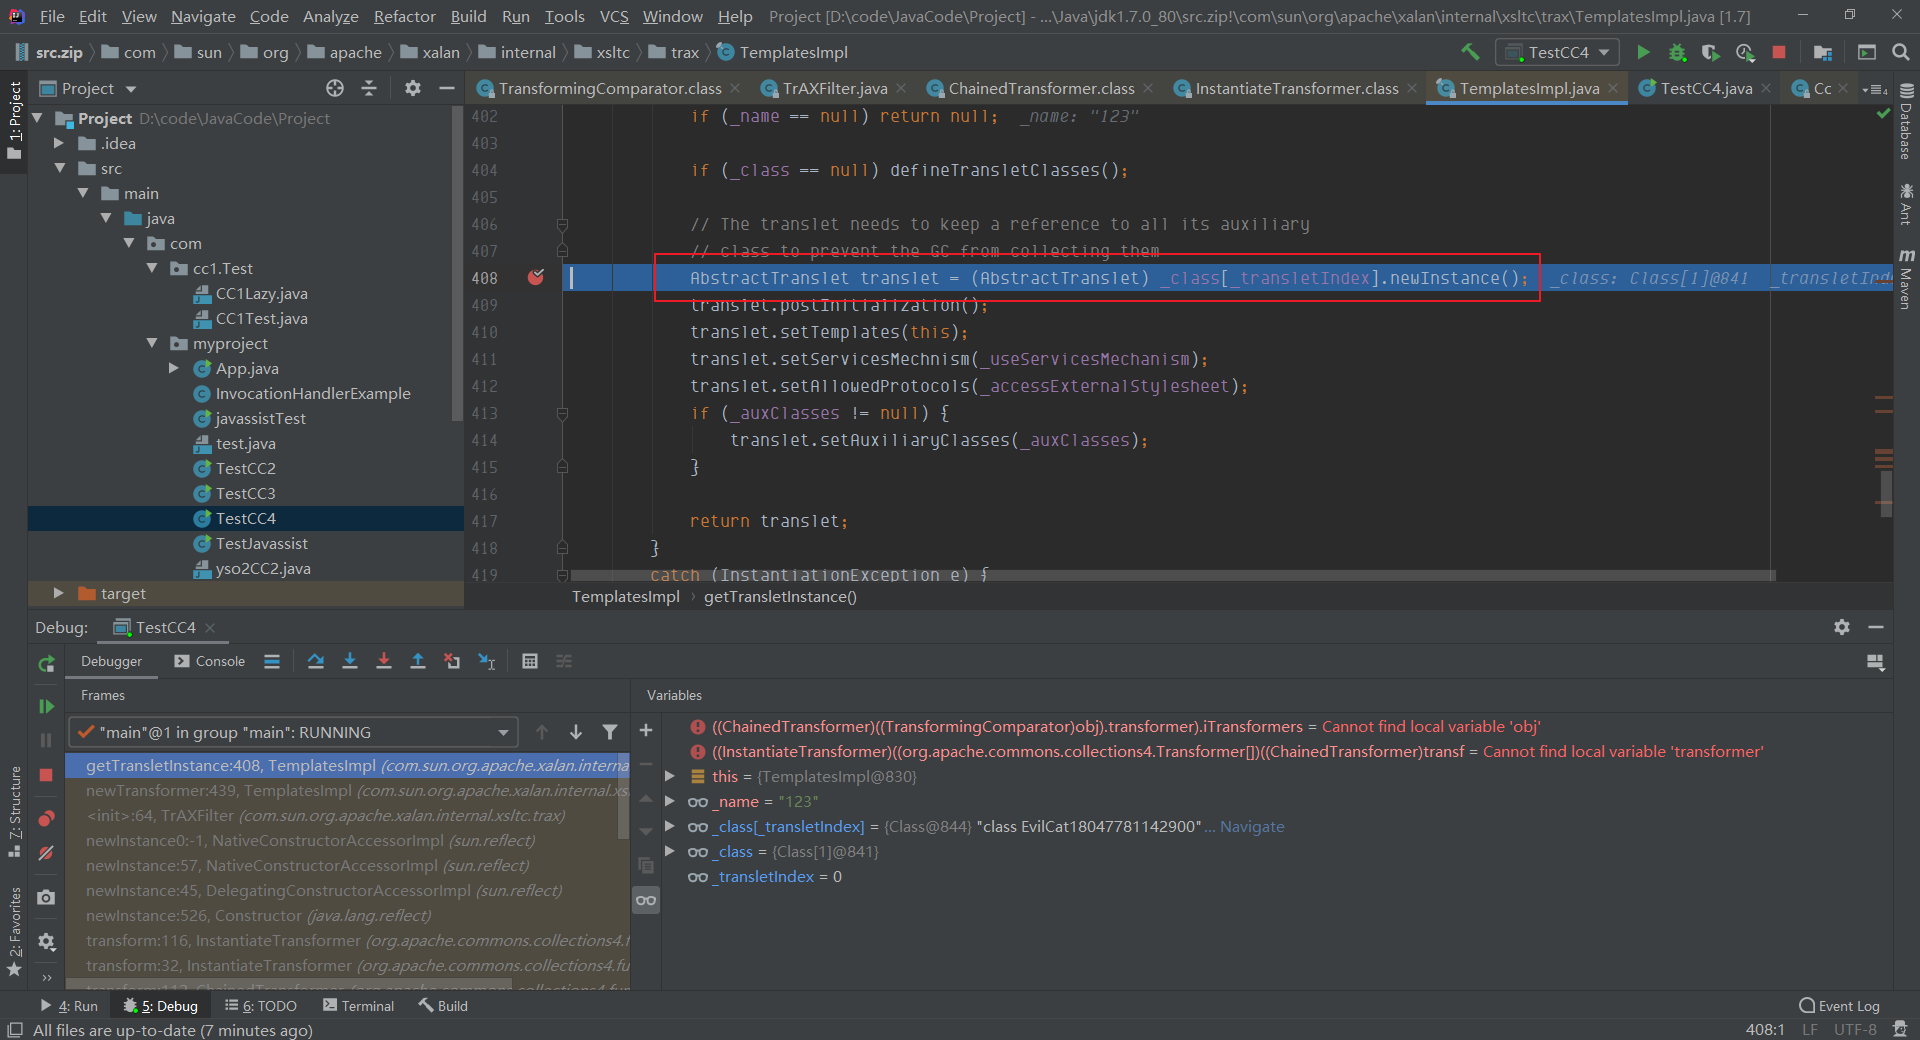 File Edit View Navigate Code Analyze Refactor Build Run Tools VCS Window Help Project [D:\code\JavaCode\Project] - ...\Java\jdk1.7.0_80\src.zip!\com\sun\org\apache\xalan\internal\xsltc\trax\TemplatesImpl.java [1.7]
src.zip com sun org apache xalan internal xsltc trax TemplatesImpl TestCC4
Project
TransformingComparator.class TrAXFilter.java ChainedTransformer.class InstantiateTransformer.class TemplatesImpl.java TestCC4.java Cc
1: Project
Project D:\code\JavaCode\Project
.idea
src
main
java
com
cc1.Test
CC1Lazy.java
CC1Test.java
myproject
App.java
InvocationHandlerExample
javassistTest
test.java
TestCC2
TestCC3
TestCC4
TestJavassist
yso2CC2.java
target
402 if (_name == null) return null; _name: "123"
403
404 if (_class == null) defineTransletClasses();
405
406 // The translet needs to keep a reference to all its auxiliary
407 // class to prevent the GC from collecting them
408 AbstractTranslet translet = (AbstractTranslet) _class[_transletIndex].newInstance(); _class: Class[1]@841 _transletInd
409 translet.postInitialization();
410 translet.setTemplates(this);
411 translet.setServicesMechnism(_useServicesMechanism);
412 translet.setAllowedProtocols(_accessExternalStylesheet);
413 if (_auxClasses != null) {
414 translet.setAuxiliaryClasses(_auxClasses);
415 }
416
417 return translet;
418 }
419 catch (InstantiationException e) {
TemplatesImpl getTransletInstance()
Database
Ant
Maven
Debug: TestCC4
Debugger Console
Frames
"main"@1 in group "main": RUNNING
getTransletInstance:408, TemplatesImpl (com.sun.org.apache.xalan.interna
newTransformer:439, TemplatesImpl (com.sun.org.apache.xalan.internal.xs
<init>:64, TrAXFilter (com.sun.org.apache.xalan.internal.xsltc.trax)
newInstance0:-1, NativeConstructorAccessorImpl (sun.reflect)
newInstance:57, NativeConstructorAccessorImpl (sun.reflect)
newInstance:45, DelegatingConstructorAccessorImpl (sun.reflect)
newInstance:526, Constructor (java.lang.reflect)
transform:116, InstantiateTransformer (org.apache.commons.collections4.f
transform:32, InstantiateTransformer (org.apache.commons.collections4.fu
transform:112, ChainedTransformer (org.apache.commons.collections4.fun
Variables
((ChainedTransformer)((TransformingComparator)obj).transformer).iTransformers = Cannot find local variable 'obj'
((InstantiateTransformer)((org.apache.commons.collections4.Transformer[])((ChainedTransformer)transf = Cannot find local variable 'transformer'
this = {TemplatesImpl@830}
_name = "123"
_class[_transletIndex] = {Class@844} "class EvilCat18047781142900"... Navigate
_class = {Class[1]@841}
_transletIndex = 0
7: Structure
2: Favorites
4: Run 5: Debug 6: TODO Terminal Build Event Log
All files are up-to-date (7 minutes ago) 408:1 LF UTF-8